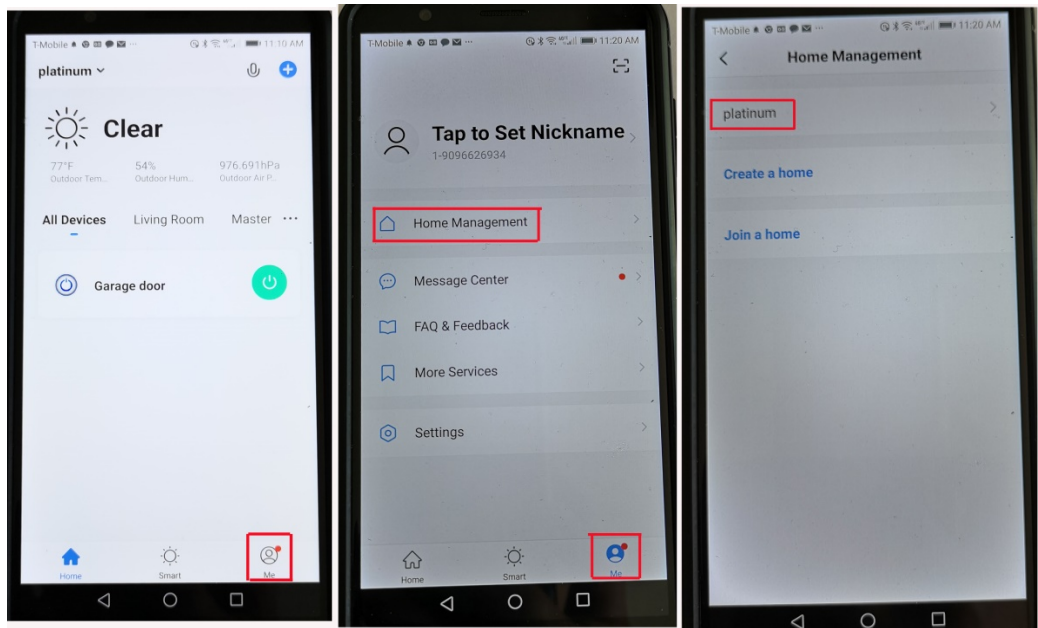 T-Mobile 11:10 AM
platinum
Clear
77°F 54% 976.691hPa
Outdoor Tem... Outdoor Hum... Outdoor Air P...
All Devices Living Room Master ...
Garage door
Home Smart Me
T-Mobile 11:20 AM
Tap to Set Nickname
1-9096626934
Home Management
Message Center
FAQ & Feedback
More Services
Settings
Home Smart Me
T-Mobile 11:20 AM
Home Management
platinum
Create a home
Join a home